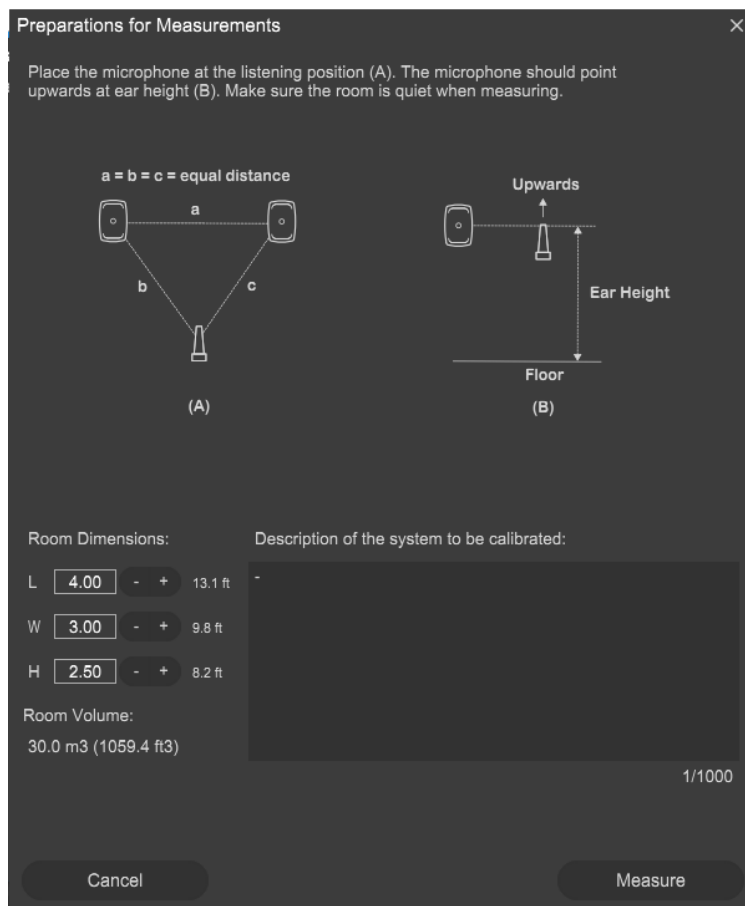 Preparations for Measurements
Place the microphone at the listening position (A). The microphone should point
upwards at ear height (B). Make sure the room is quiet when measuring.
a = b = c = equal distance
a
b
c
(A)
Upwards
Ear Height
Floor
(B)
Room Dimensions:
L 4.00 - + 13.1 ft
W 3.00 - + 9.8 ft
H 2.50 - + 8.2 ft
Room Volume:
30.0 m3 (1059.4 ft3)
Description of the system to be calibrated:
-
1/1000
Cancel
Measure